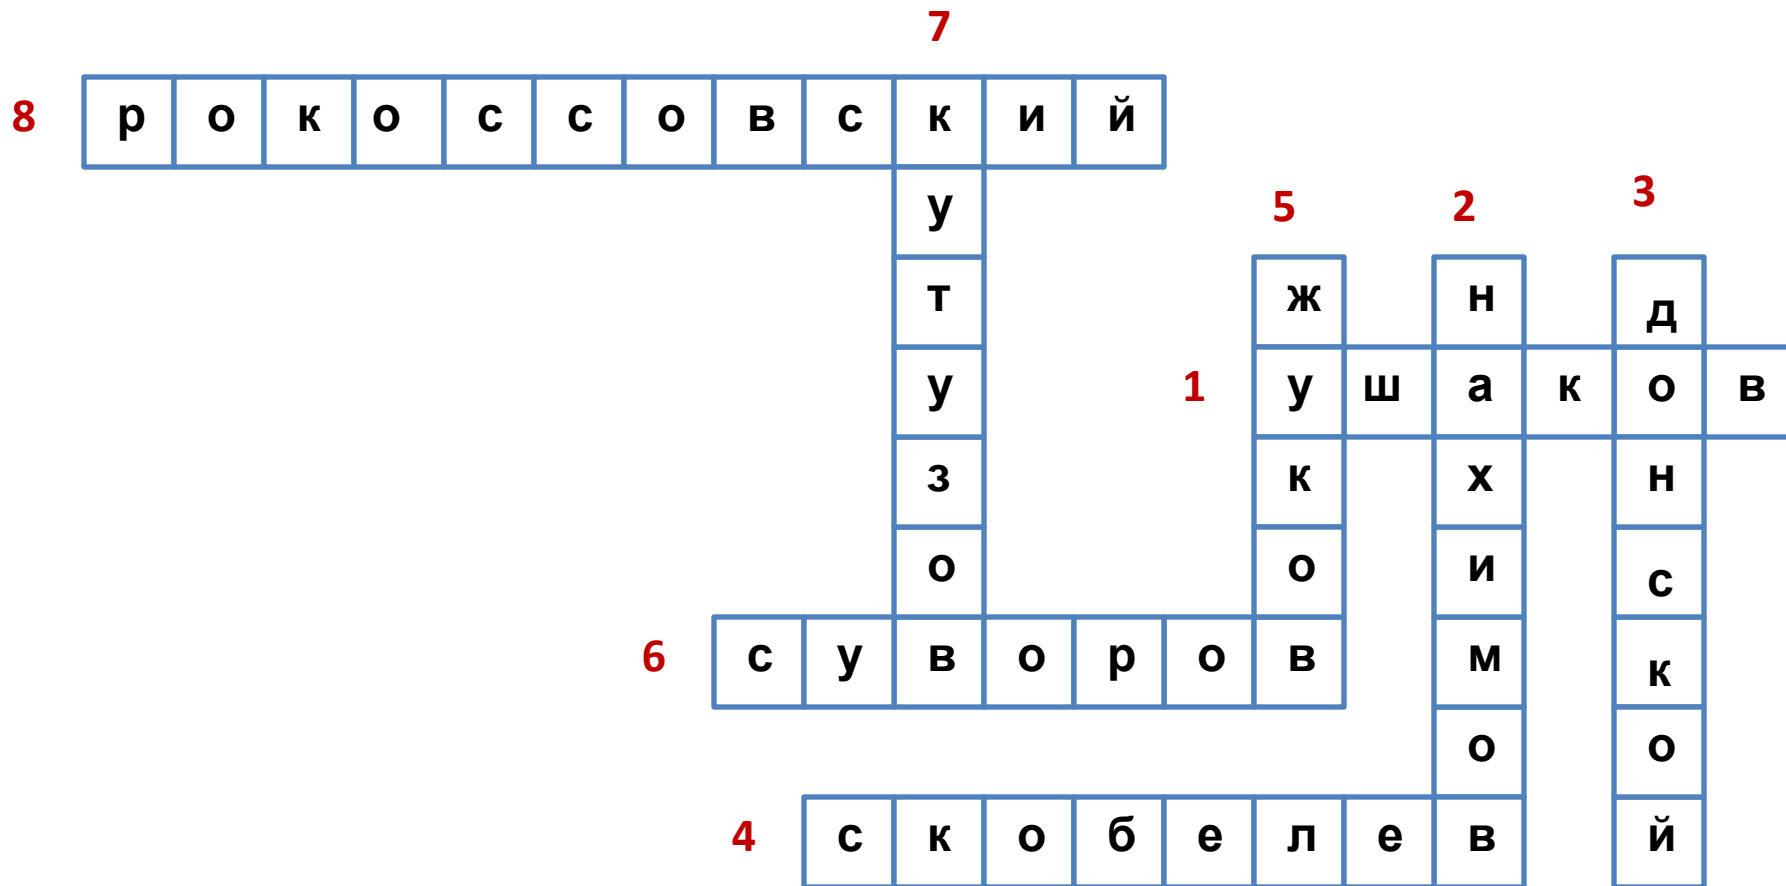 7
8 р о к о с с о в с к и й
у
5 2 3
т ж н д
1 у у ш а к о в
з к х н
о о и с
6 с у в о р о в м к
о о
4 с к о б е л е в й